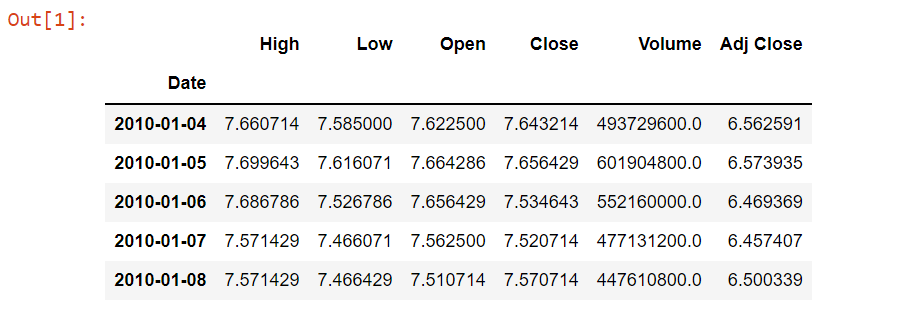 Out[1]:
High Low Open Close Volume Adj Close
Date
2010-01-04 7.660714 7.585000 7.622500 7.643214 493729600.0 6.562591
2010-01-05 7.699643 7.616071 7.664286 7.656429 601904800.0 6.573935
2010-01-06 7.686786 7.526786 7.656429 7.534643 552160000.0 6.469369
2010-01-07 7.571429 7.466071 7.562500 7.520714 477131200.0 6.457407
2010-01-08 7.571429 7.466429 7.510714 7.570714 447610800.0 6.500339